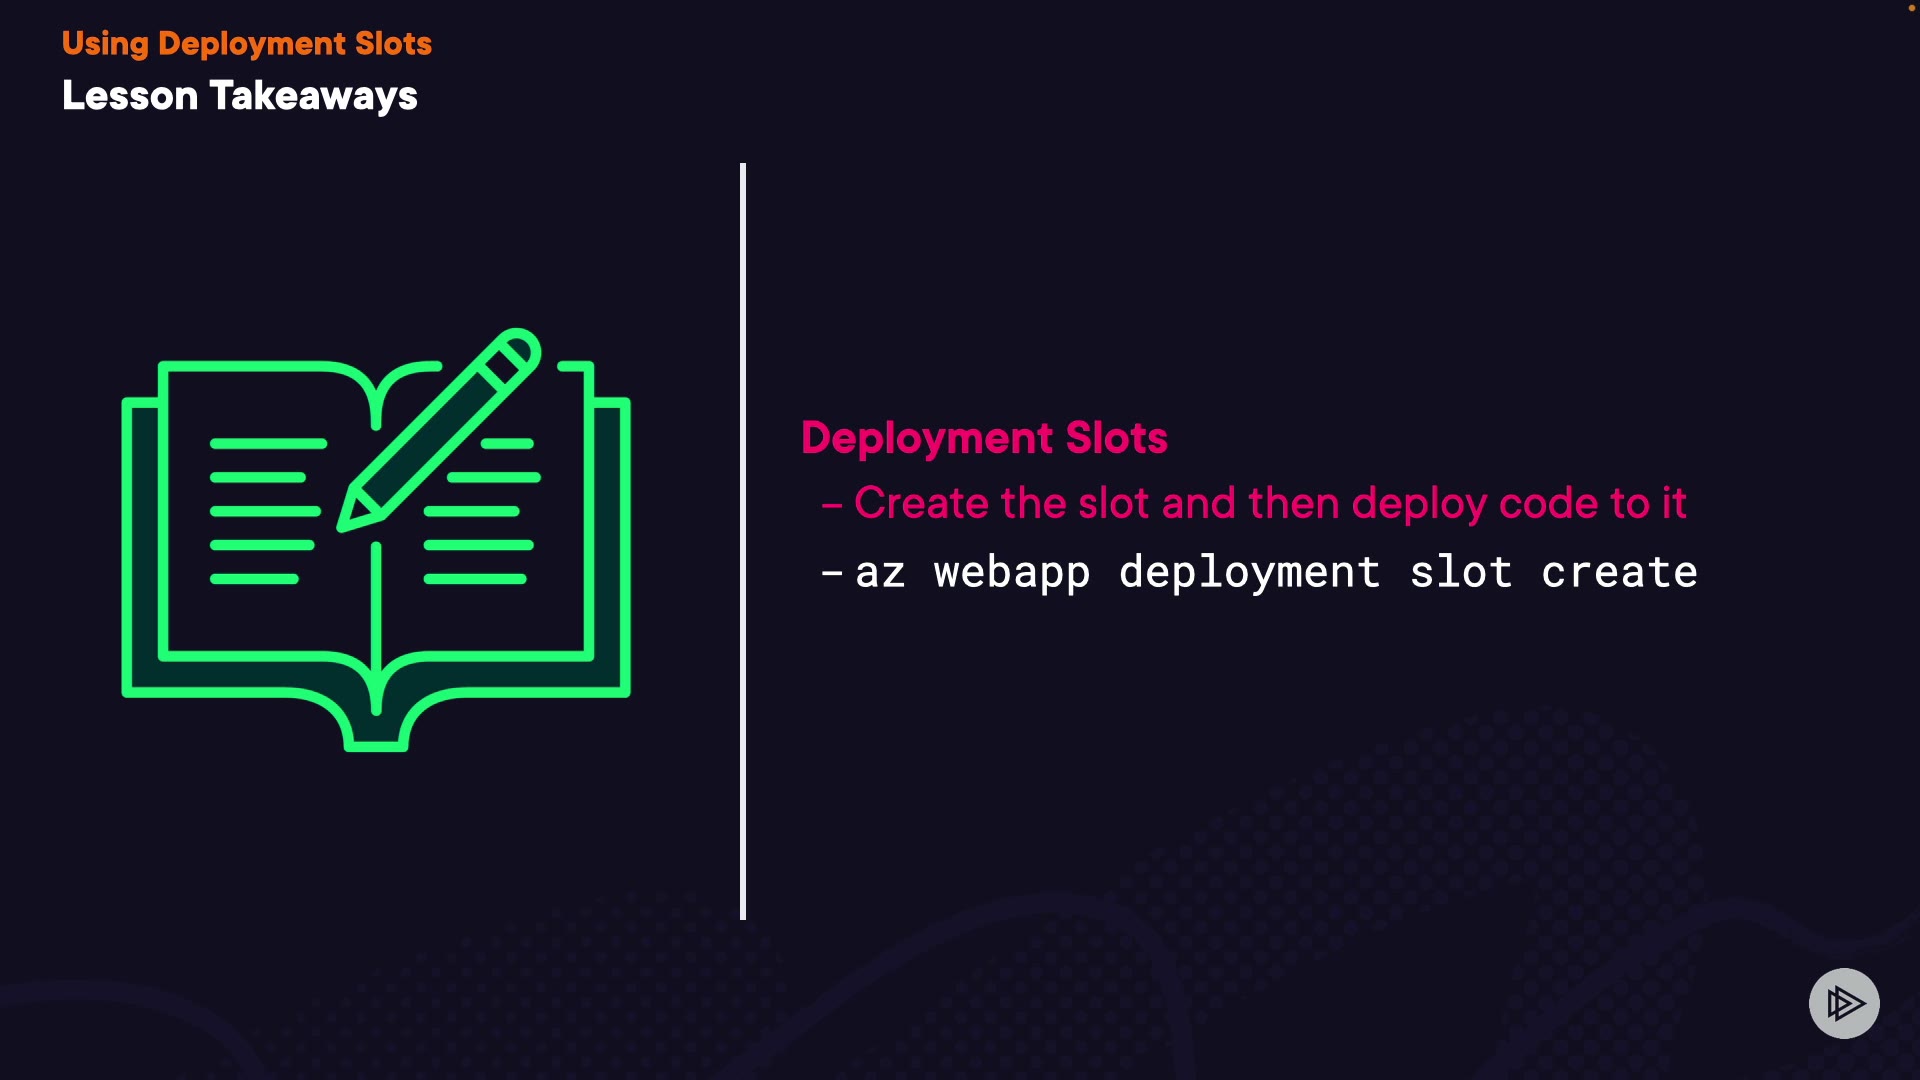 Using Deployment Slots
Lesson Takeaways
Deployment Slots
– Create the slot and then deploy code to it
– az webapp deployment slot create